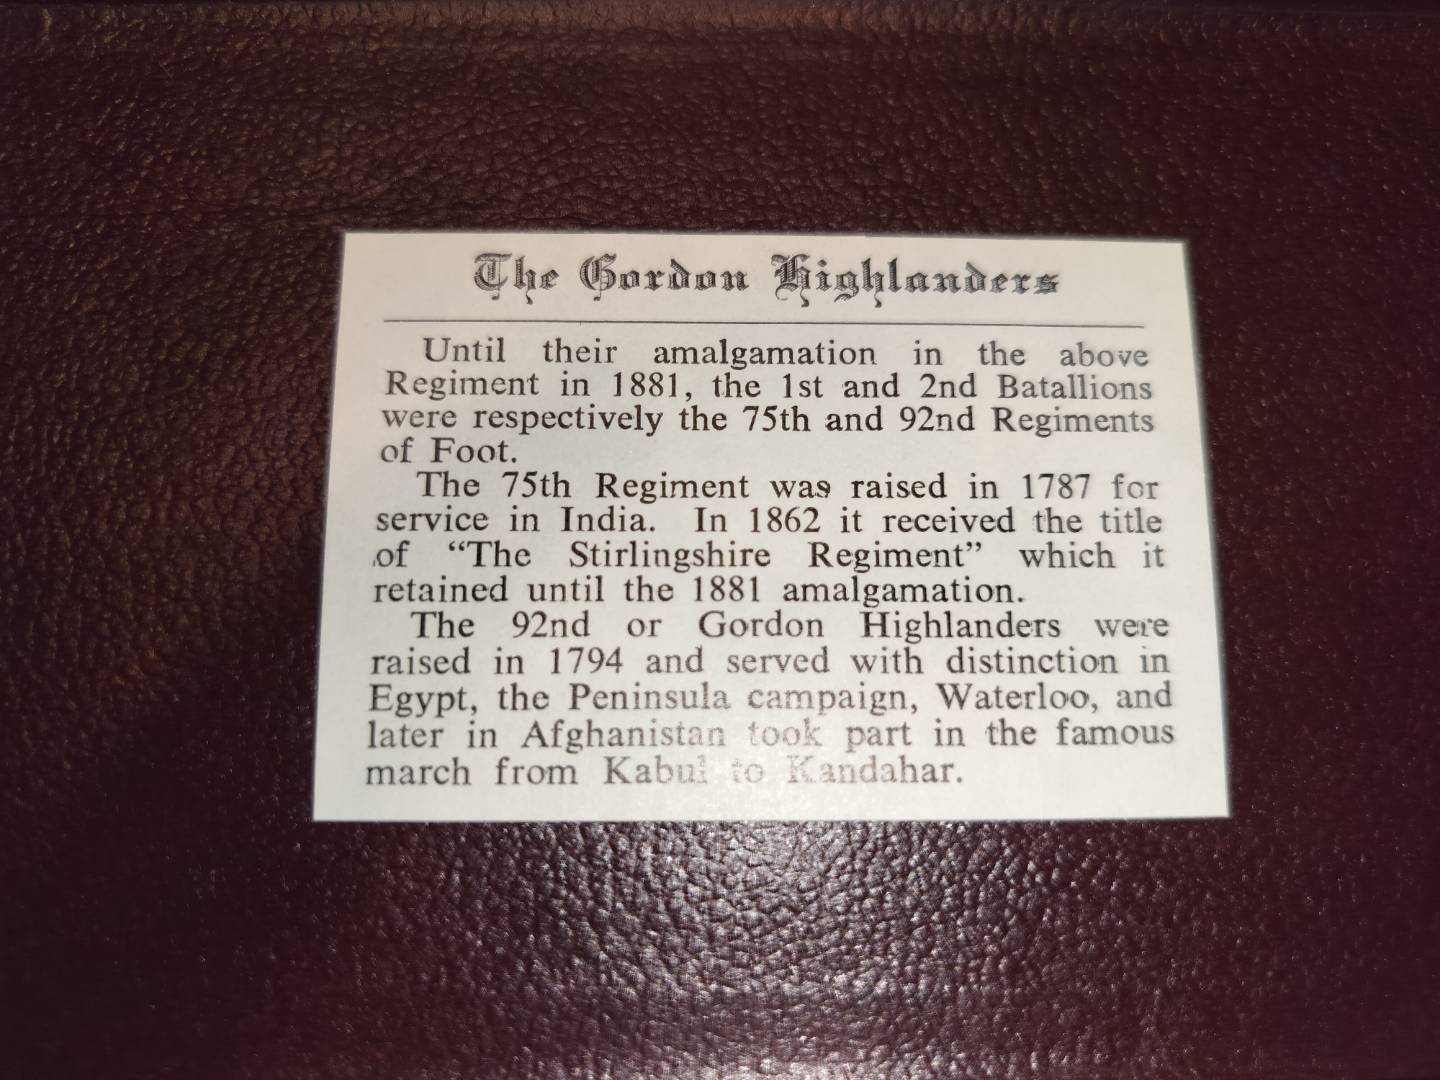 The Gordon Highlanders
Until their amalgamation in the above
Regiment in 1881, the 1st and 2nd Batallions
were respectively the 75th and 92nd Regiments
of Foot.
The 75th Regiment was raised in 1787 for
service in India. In 1862 it received the title
of “The Stirlingshire Regiment” which it
retained until the 1881 amalgamation.
The 92nd or Gordon Highlanders were
raised in 1794 and served with distinction in
Egypt, the Peninsula campaign, Waterloo, and
later in Afghanistan took part in the famous
march from Kabul to Kandahar.